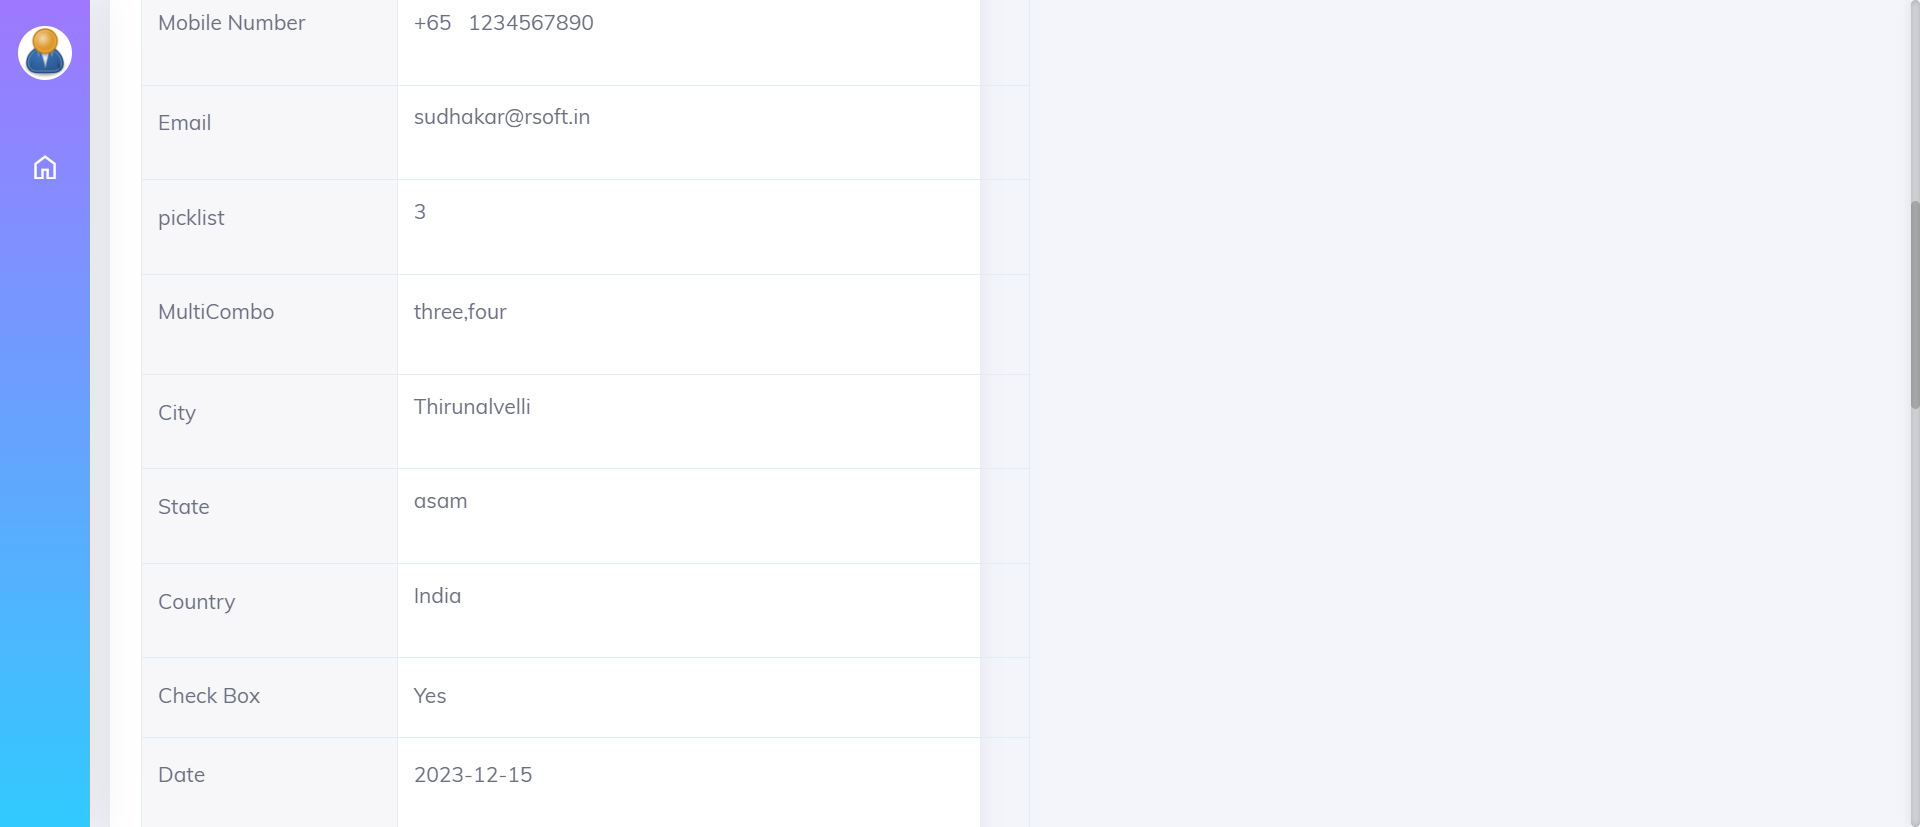 Mobile Number +65 1234567890
Email sudhakar@rsoft.in
picklist 3
MultiCombo three,four
City Thirunalvelli
State asam
Country India
Check Box Yes
Date 2023-12-15